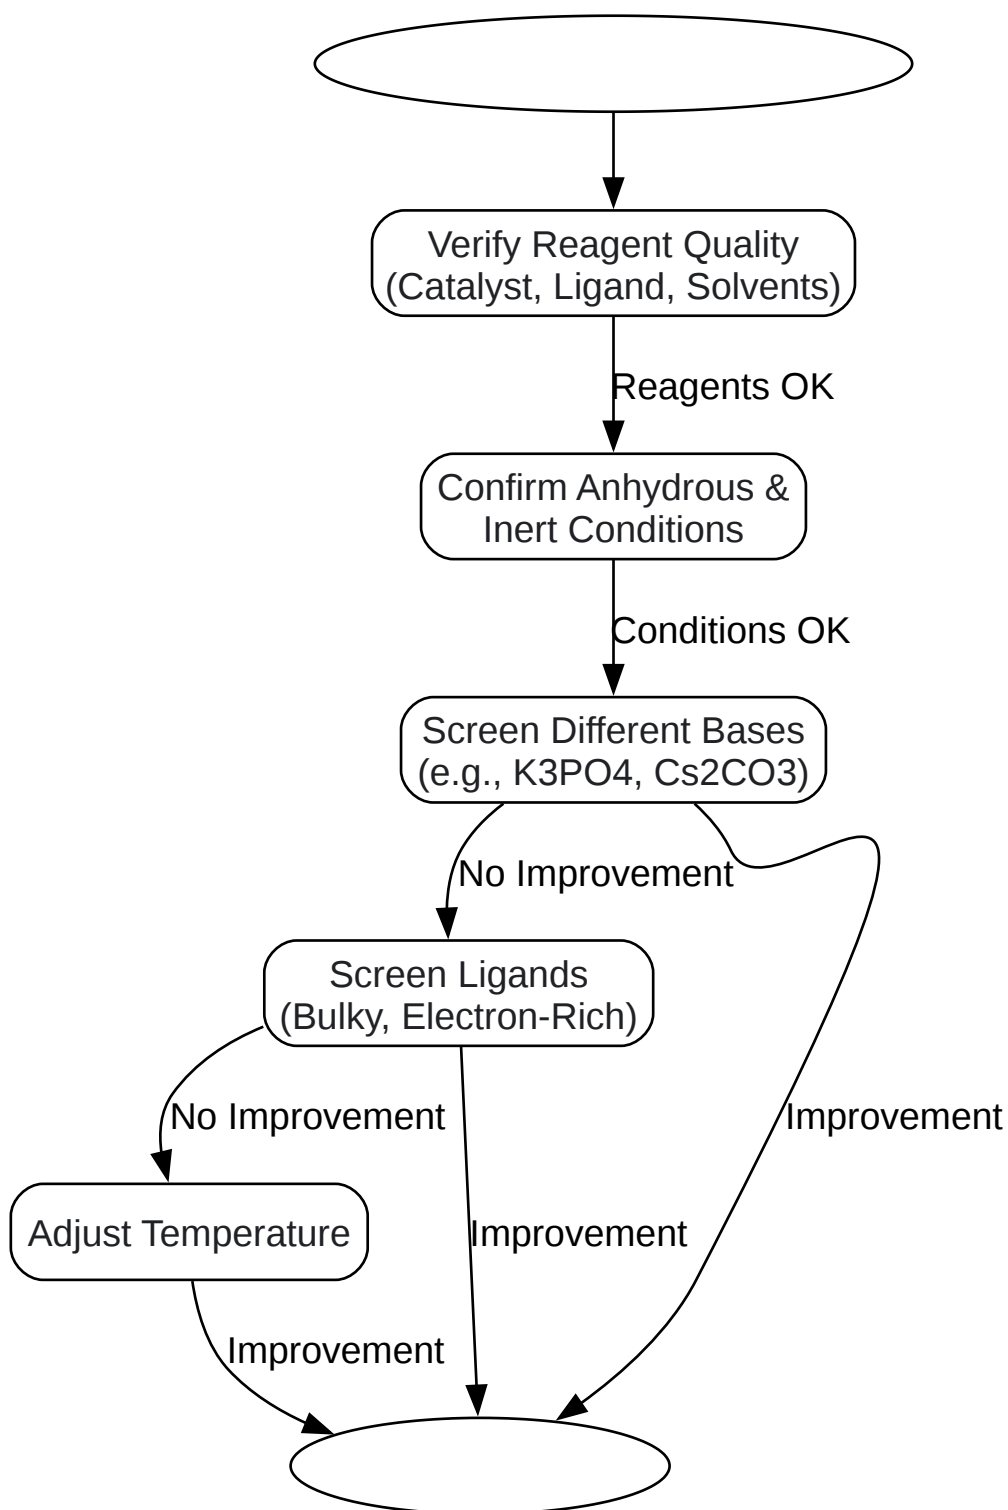 Verify Reagent Quality
(Catalyst, Ligand, Solvents)
Reagents OK
Confirm Anhydrous &
Inert Conditions
Conditions OK
Screen Different Bases
(e.g., K3PO4, Cs2CO3)
No Improvement
Screen Ligands
(Bulky, Electron-Rich)
No Improvement
Improvement
Adjust Temperature
Improvement
Improvement